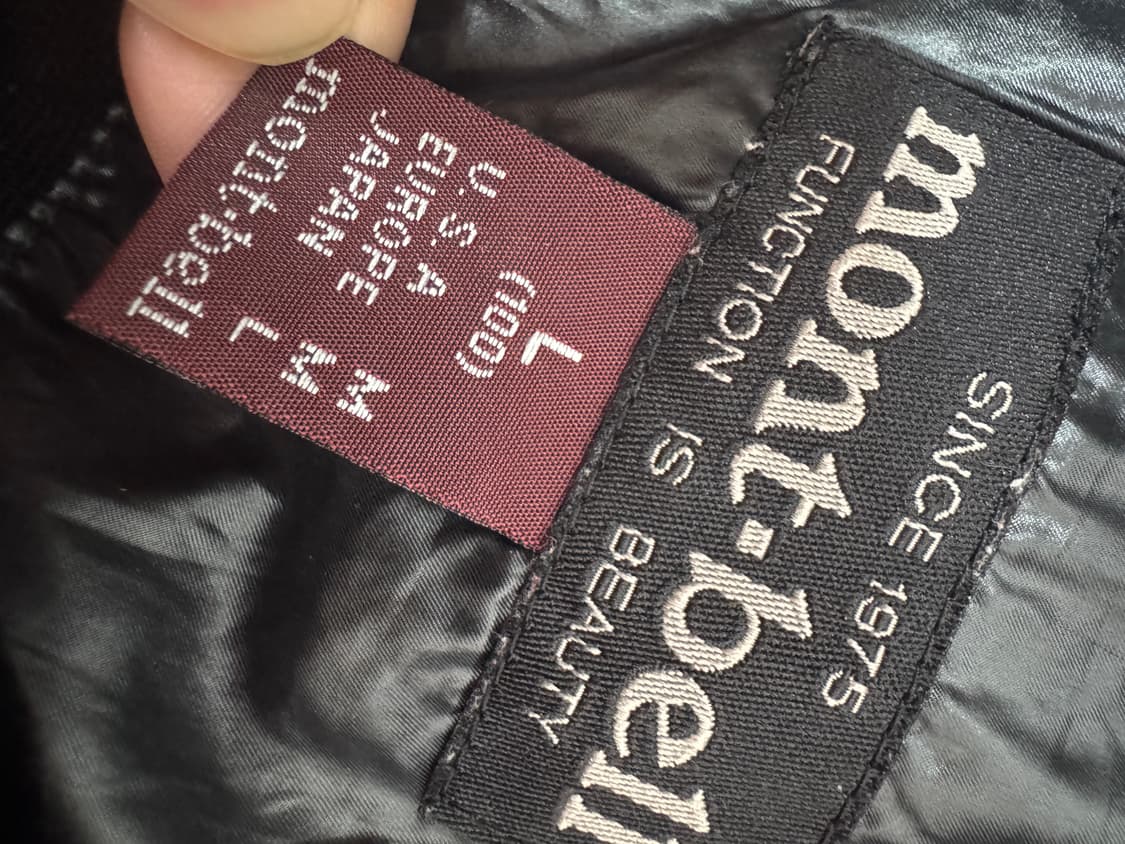 SINCE 1975
mont·bell
FUNCTION IS BEAUTY
L
(100)
U.S.A M
EUROPE M
JAPAN L
mont·bell